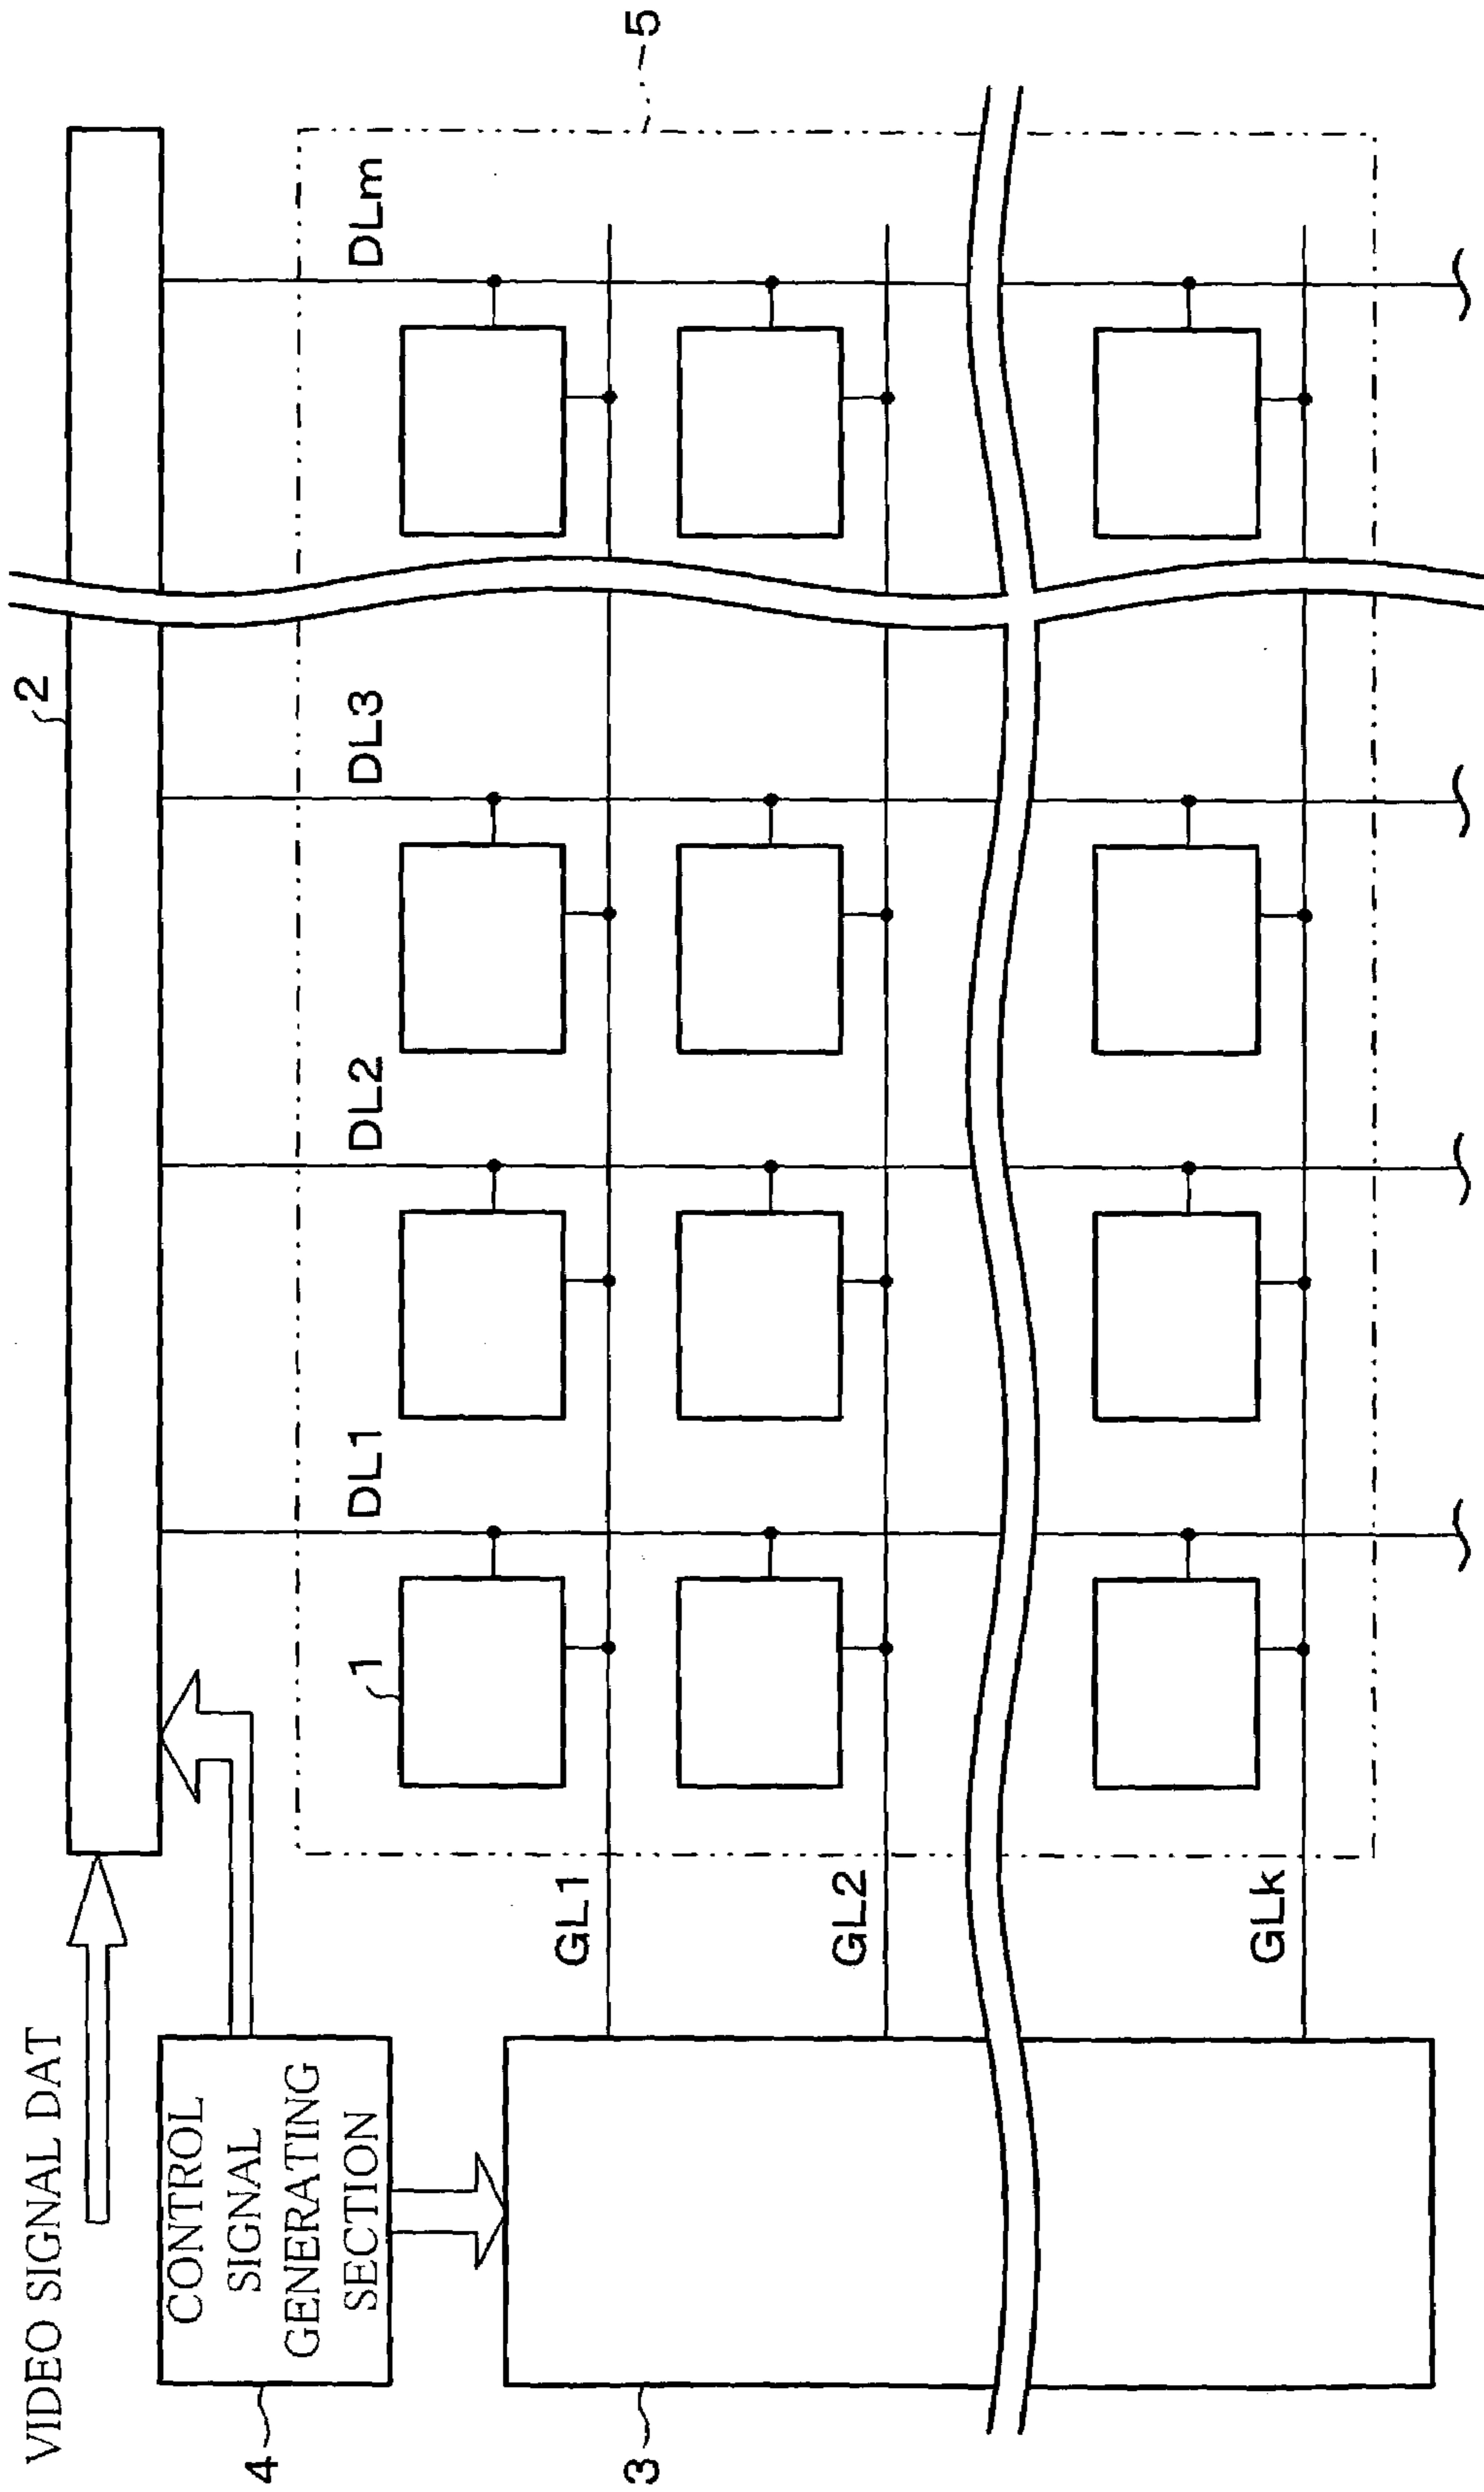 VIDEO SIGNAL DAT
2
4
CONTROL
SIGNAL
GENERATING
SECTION
1
DL1
DL2
DL3
DLm
5
3
GL1
GL2
GLk